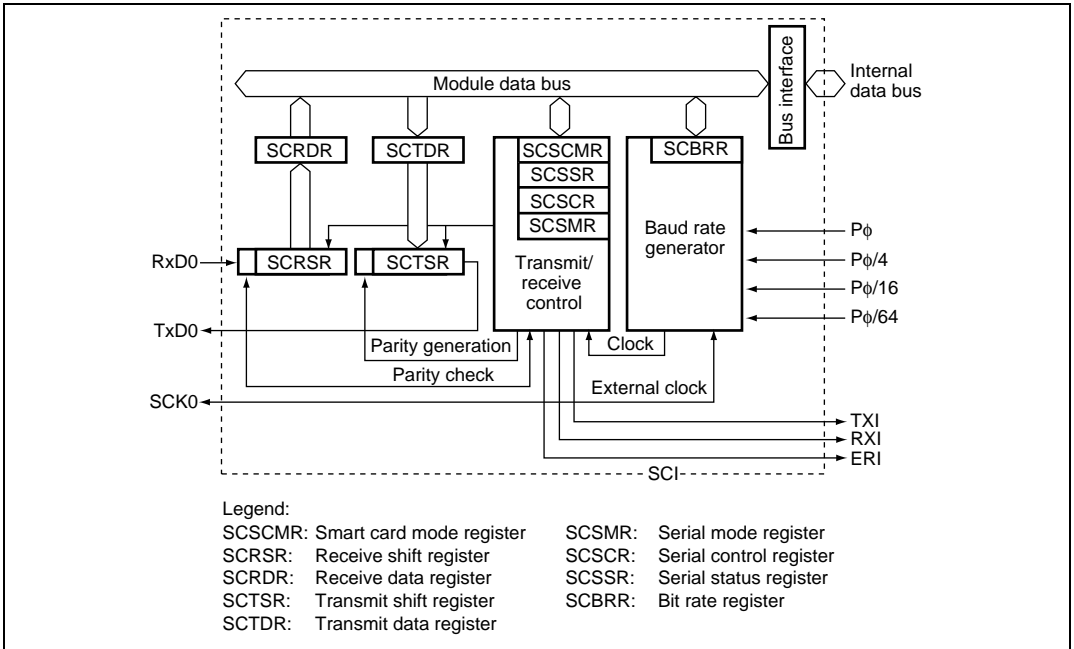 Module data bus
Bus interface
Internal
data bus
SCRDR
SCTDR
SCSCMR
SCSSR
SCSCR
SCSMR
Transmit/
receive
control
SCBRR
Baud rate
generator
Pϕ
Pϕ/4
Pϕ/16
Pϕ/64
RxD0
SCRSR
SCTSR
TxD0
Parity generation
Clock
Parity check
External clock
SCK0
TXI
RXI
ERI
SCI
Legend:
SCSCMR: Smart card mode register
SCRSR: Receive shift register
SCRDR: Receive data register
SCTSR: Transmit shift register
SCTDR: Transmit data register
SCSMR: Serial mode register
SCSCR: Serial control register
SCSSR: Serial status register
SCBRR: Bit rate register